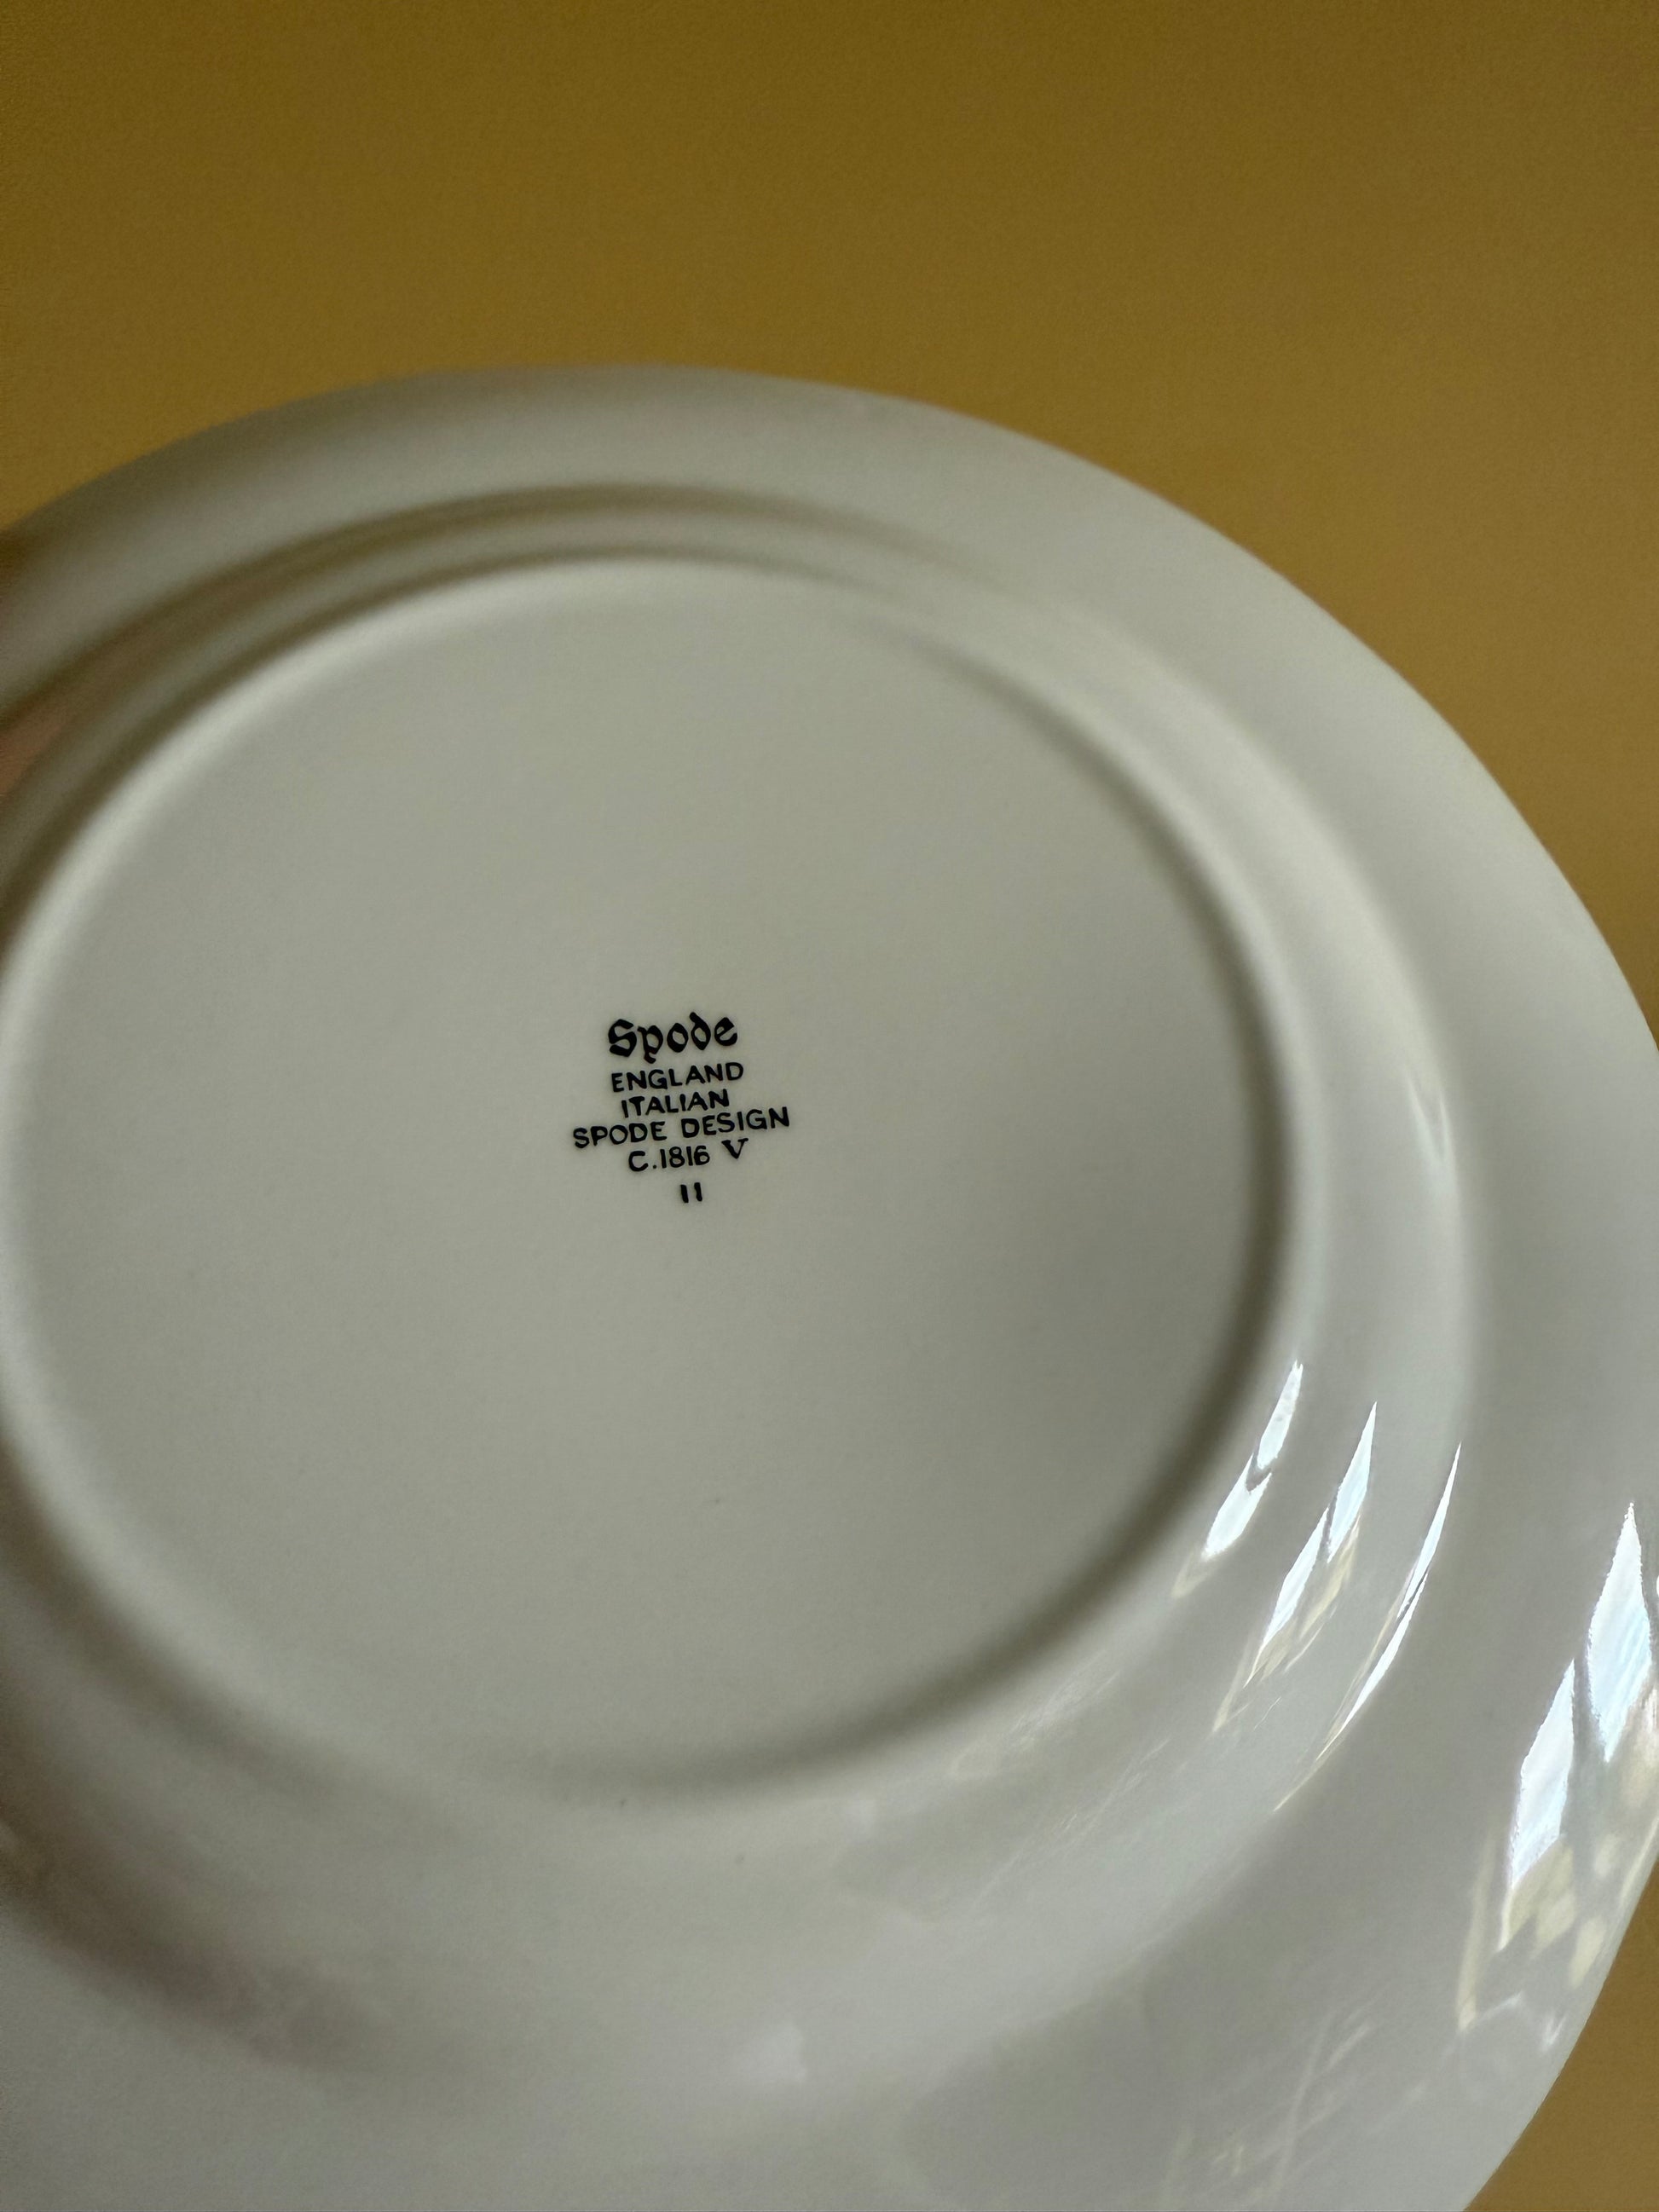 Spode
ENGLAND
ITALIAN
SPODE DESIGN
C.1816 V
11